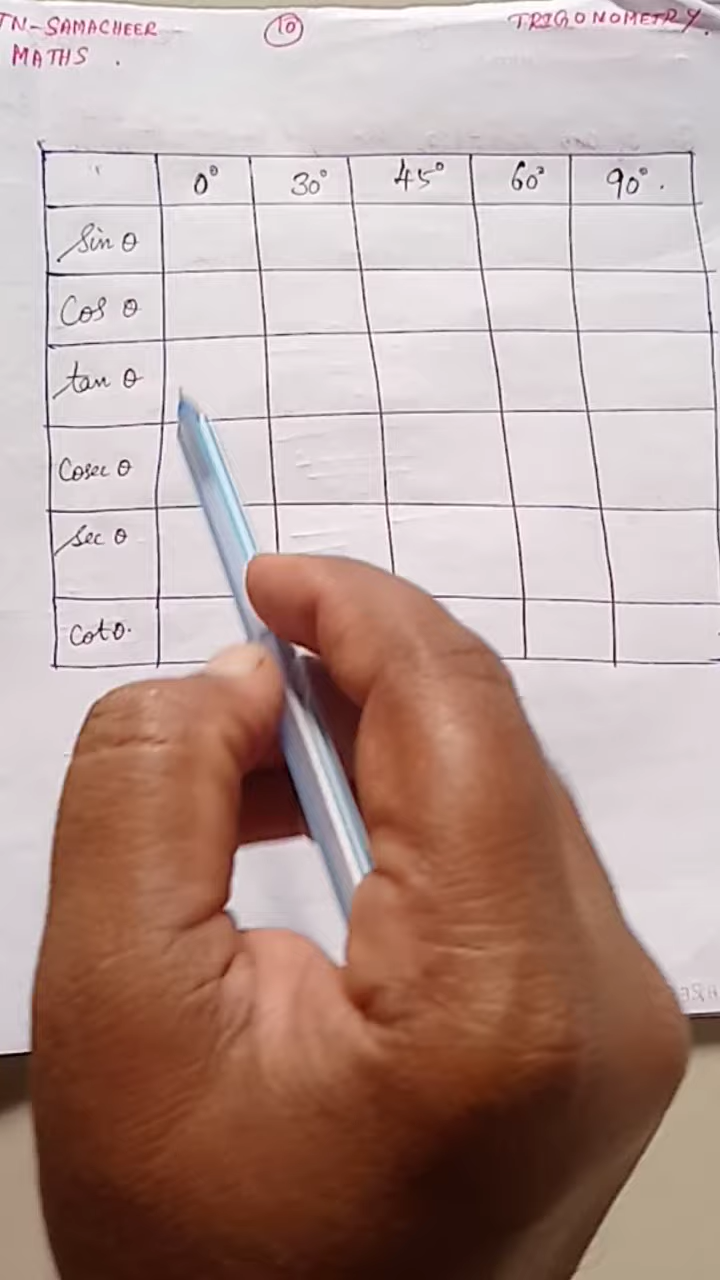 TN-SAMACHEER 10 TRIGONOMETRY.
MATHS .
0° 30° 45° 60° 90°.
Sin θ
Cos θ
tan θ
Cosec θ
Sec θ
Cot θ.